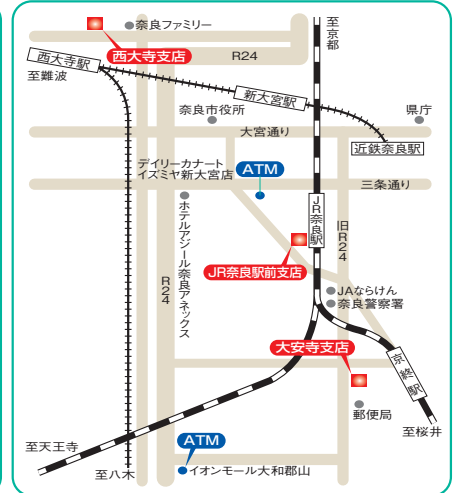 奈良ファミリー
至京都
西大寺支店
R24
西大寺駅
至難波
新大宮駅
奈良市役所
県庁
大宮通り
近鉄奈良駅
デイリーカナート
イズミヤ新大宮店
ATM
三条通り
ホテルアジール奈良アネックス
JR奈良駅
旧R24
R24
JR奈良駅前支店
JAならけん
奈良警察署
大安寺支店
京終駅
郵便局
至桜井
至天王寺
ATM
至八木
イオンモール大和郡山